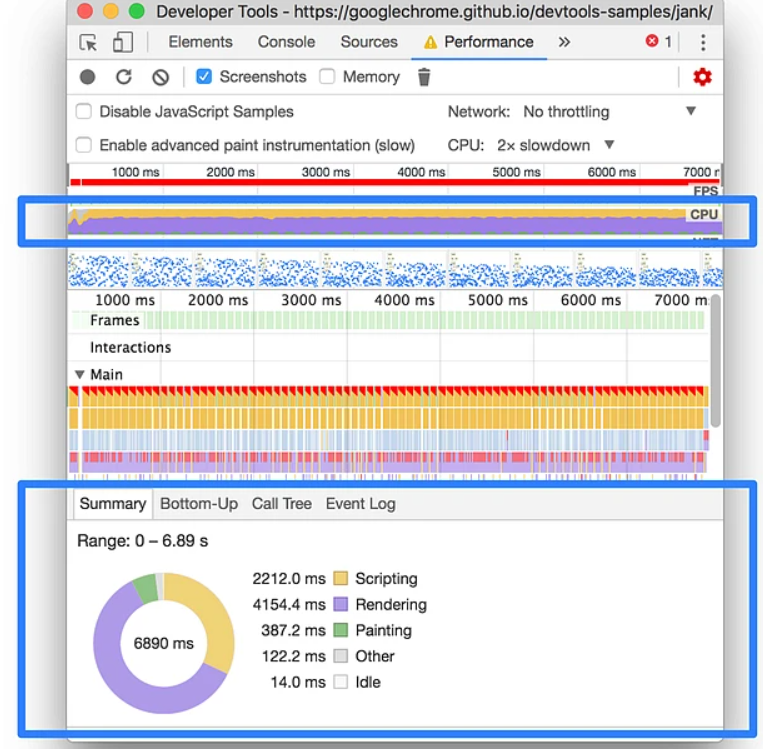 Developer Tools - https://googlechrome.github.io/devtools-samples/jank/
Elements Console Sources Performance » 1
Screenshots Memory
Disable JavaScript Samples Network: No throttling
Enable advanced paint instrumentation (slow) CPU: 2× slowdown
1000 ms 2000 ms 3000 ms 4000 ms 5000 ms 6000 ms 7000
FPS
CPU
1000 ms 2000 ms 3000 ms 4000 ms 5000 ms 6000 ms 7000 m
Frames
Interactions
Main
Summary Bottom-Up Call Tree Event Log
Range: 0 – 6.89 s
2212.0 ms Scripting
4154.4 ms Rendering
6890 ms 387.2 ms Painting
122.2 ms Other
14.0 ms Idle